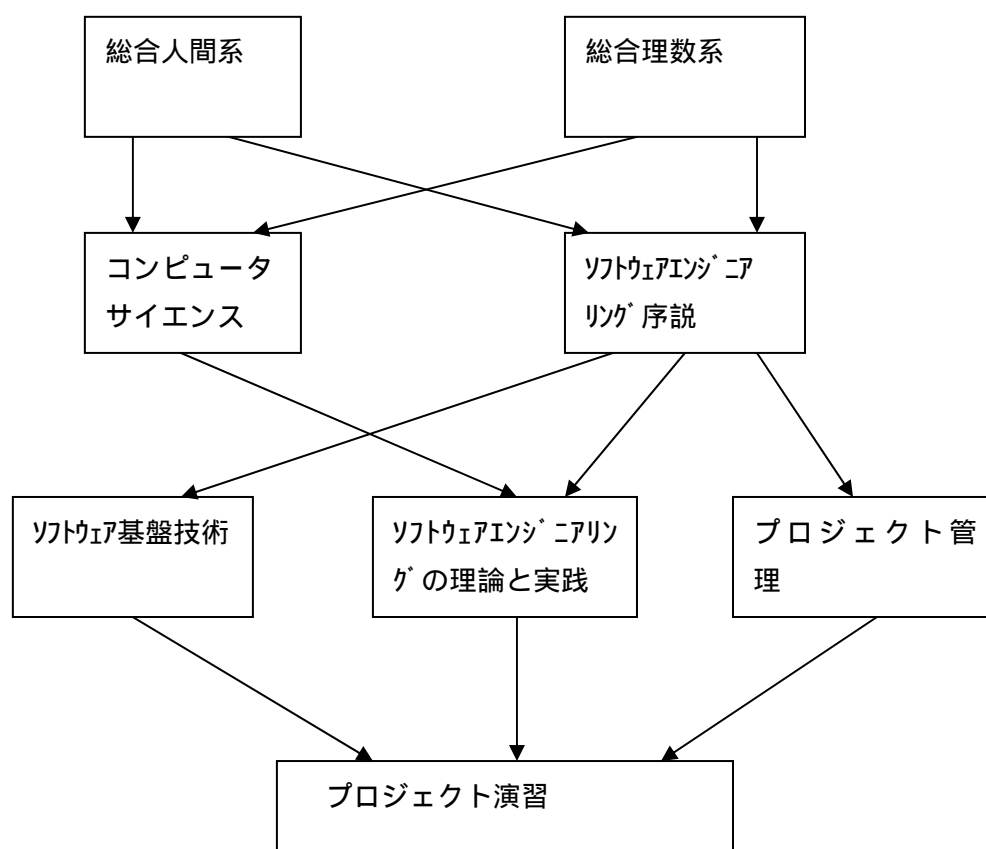 総合人間系
総合理数系
コンピュータ
サイエンス
ｿﾌﾄｳｪｱｴﾝｼﾞﾆｱ
ﾘﾝｸﾞ序説
ｿﾌﾄｳｪｱ基盤技術
ｿﾌﾄｳｪｱｴﾝｼﾞﾆｱﾘﾝ
ｸﾞの理論と実践
プロジェクト管
理
プロジェクト演習